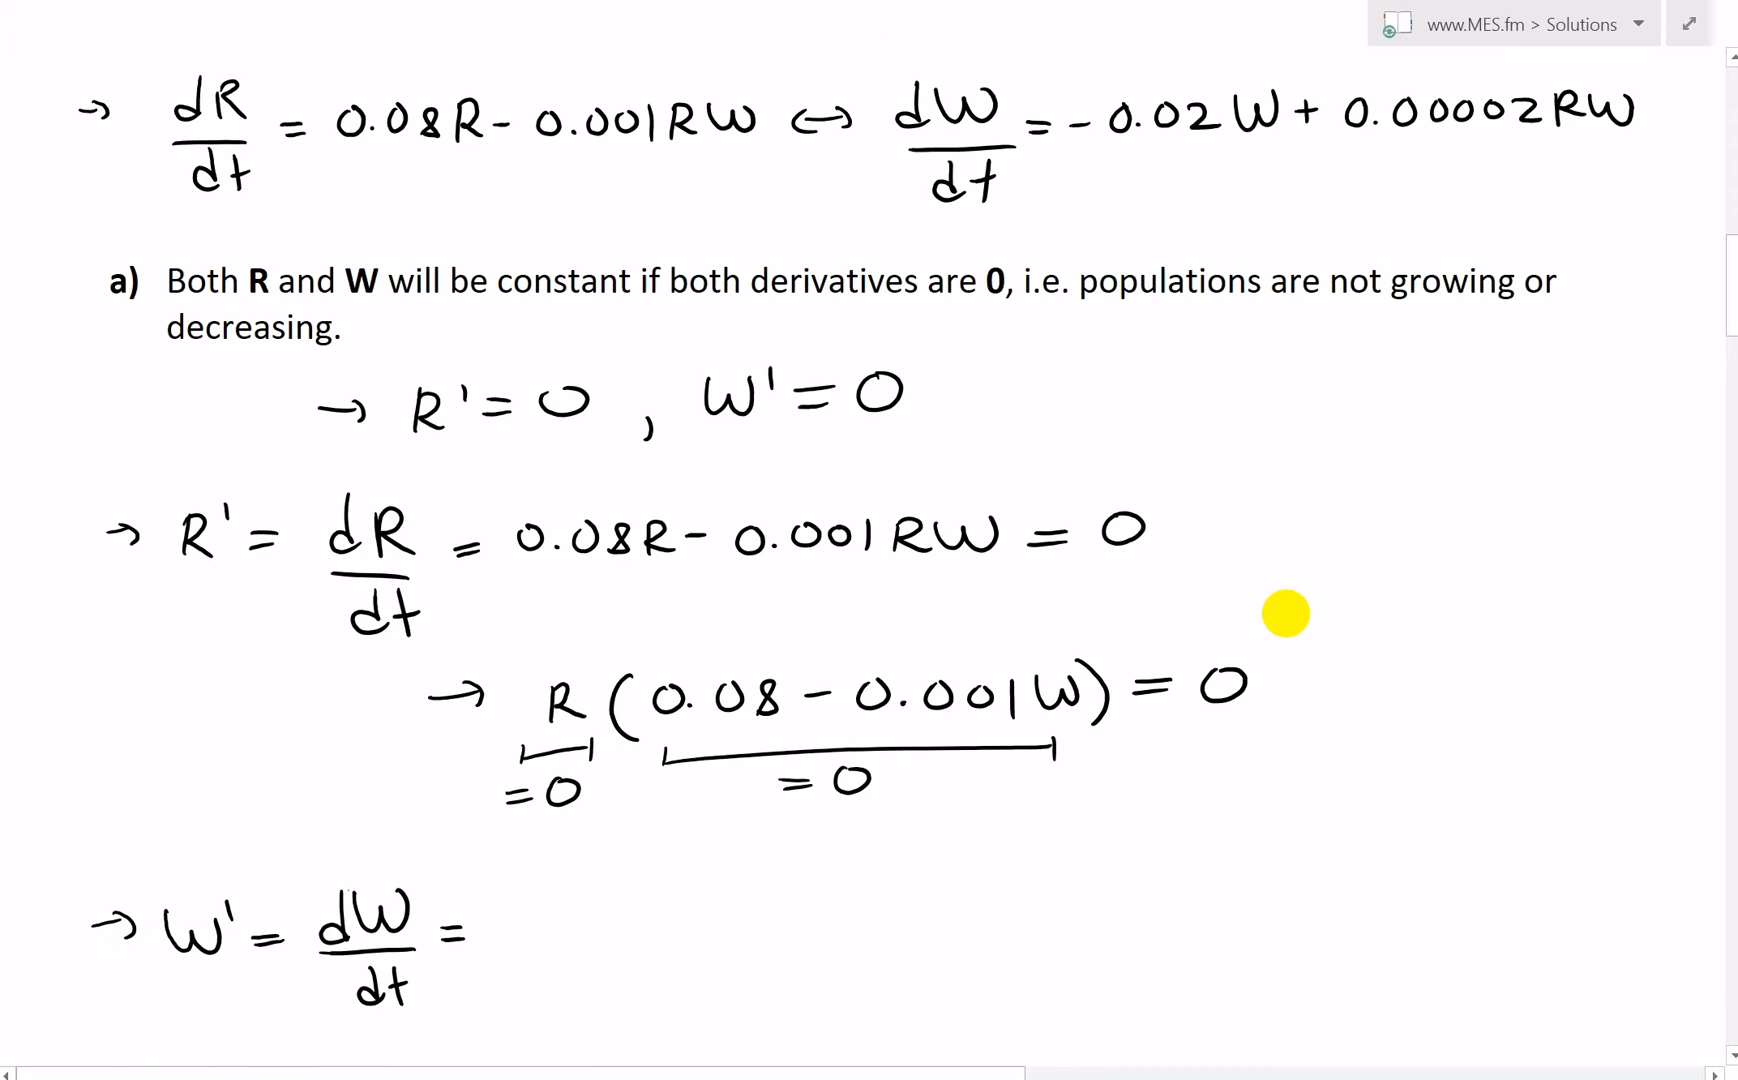 www.MES.fm > Solutions
→ dR/dt = 0.08R - 0.001RW ↔ dW/dt = - 0.02W + 0.00002RW
a) Both R and W will be constant if both derivatives are 0, i.e. populations are not growing or
decreasing.
→ R' = 0 , W' = 0
→ R' = dR/dt = 0.08R - 0.001RW = 0
→ R(0.08 - 0.001W) = 0
= 0 = 0
→ W' = dW/dt =